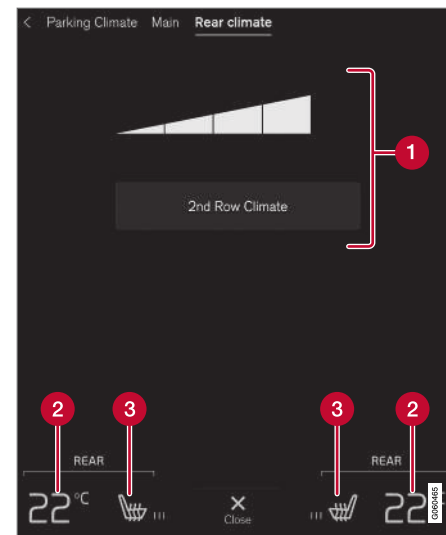 < Parking Climate Main Rear climate
1
2nd Row Climate
2 3 3 2
REAR REAR
22 °C 22
Close
G060465